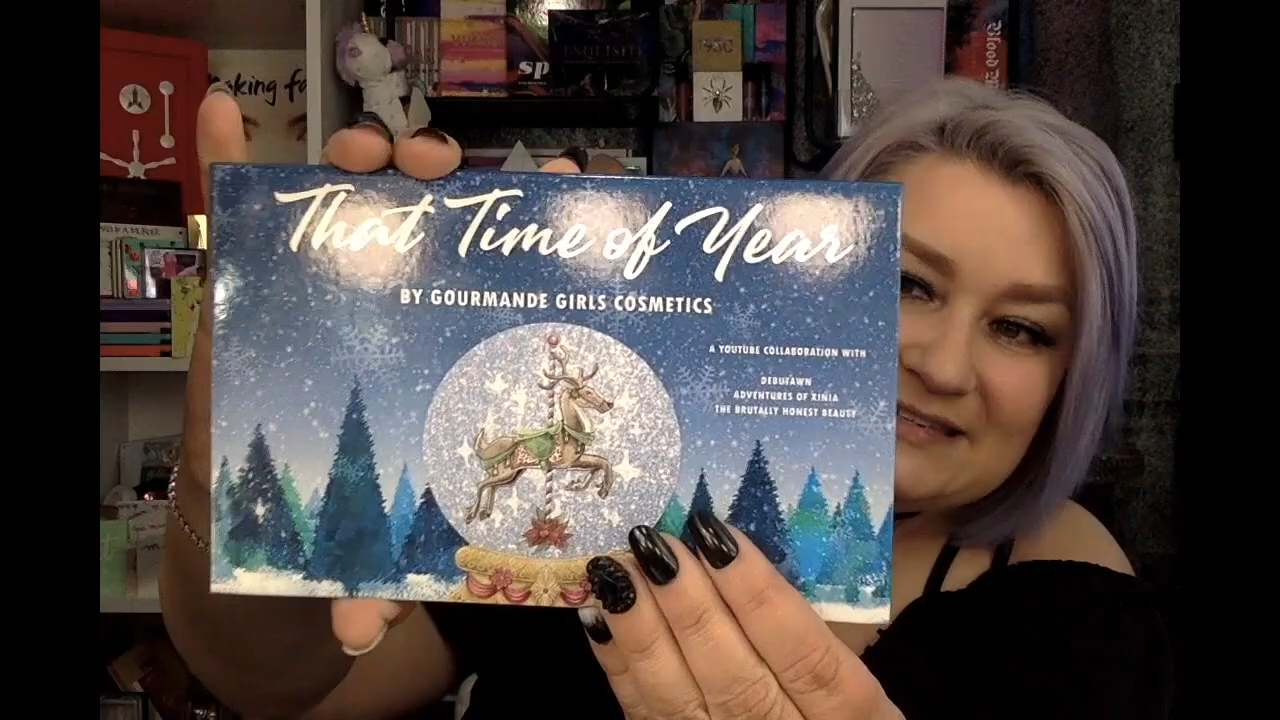 That Time of Year
BY GOURMANDE GIRLS COSMETICS
A YOUTUBE COLLABORATION WITH
DEBUFAWN
ADVENTURES OF XINIA
THE BRUTALLY HONEST BEAUTY
Blood